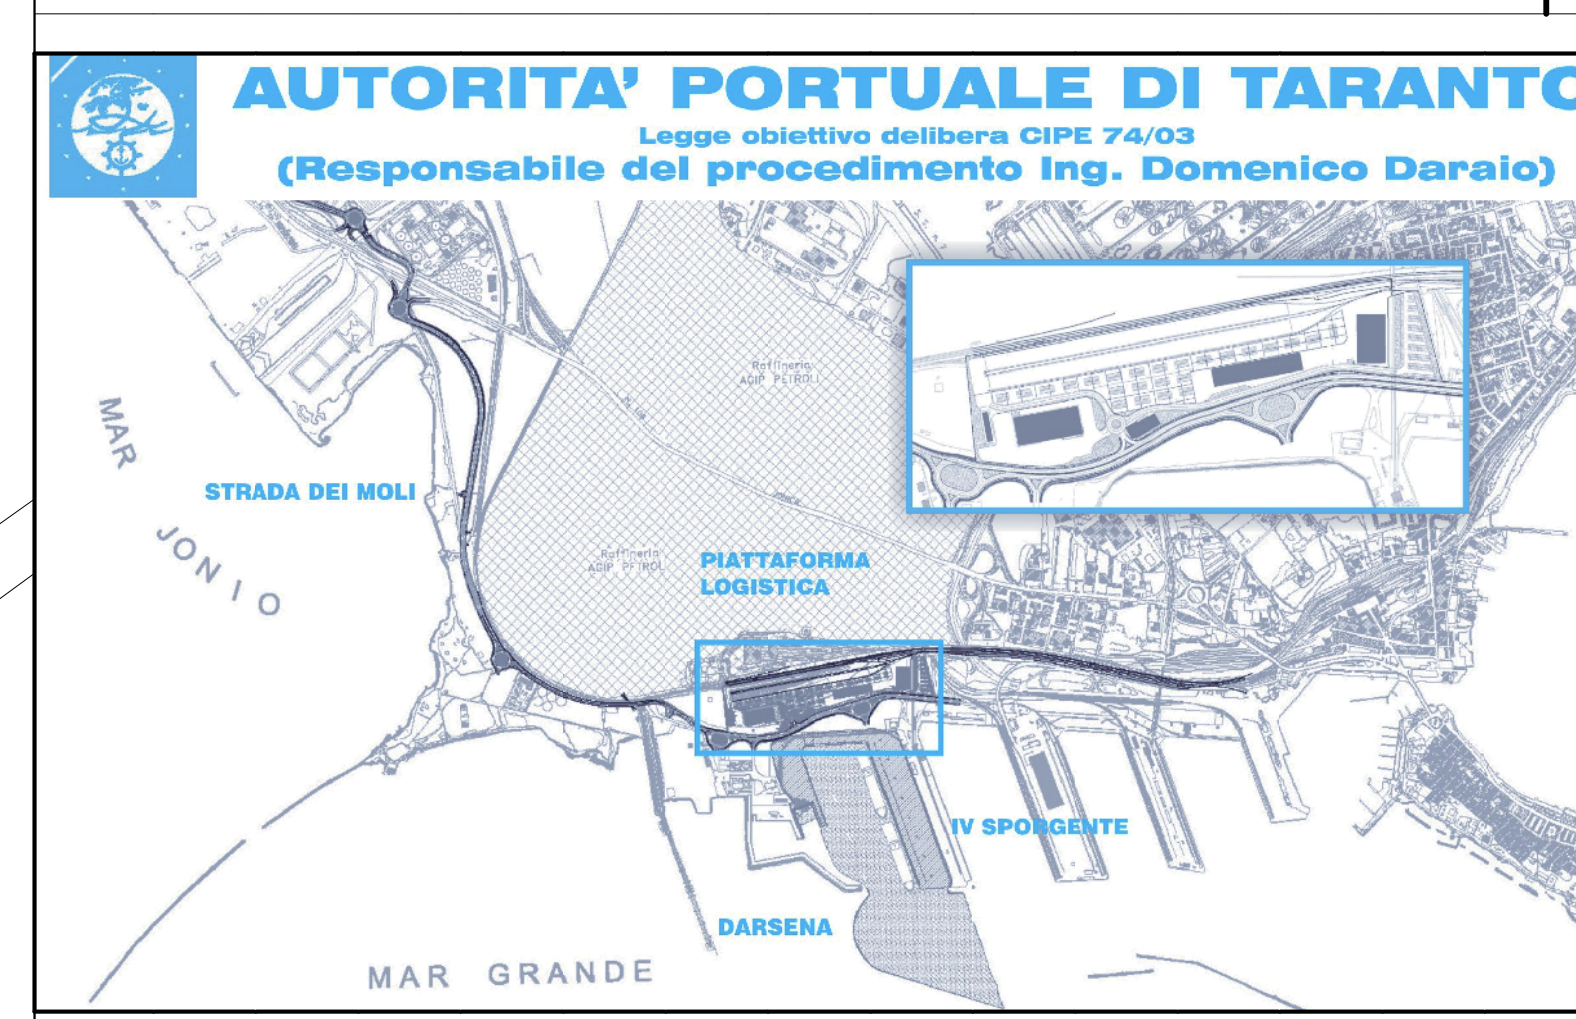 AUTORITA' PORTUALE DI TARANTO
Legge obiettivo delibera CIPE 74/03
(Responsabile del procedimento Ing. Domenico Daraio)
Raffineria
AGIP PETROLI
MAR
JONIO
STRADA DEI MOLI
Raffineria
AGIP PETROL
PIATTAFORMA
LOGISTICA
IV SPORGENTE
DARSENA
MAR GRANDE